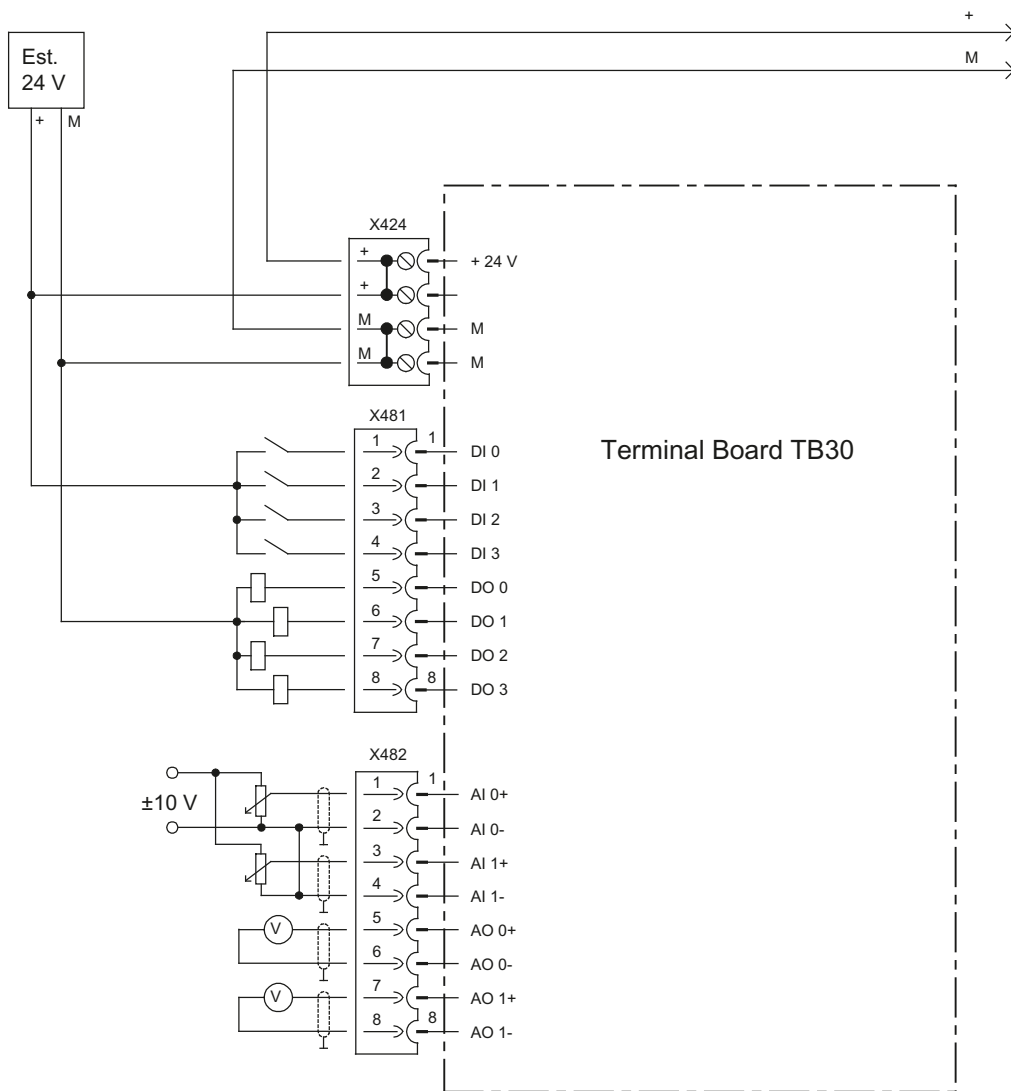 +
M
Est.
24 V
+ M
X424
+ + 24 V
+
M M
M M
X481
1 1 DI 0
2 DI 1
3 DI 2
4 DI 3
5 DO 0
6 DO 1
7 DO 2
8 8 DO 3
Terminal Board TB30
X482
±10 V
1 1 AI 0+
2 AI 0-
3 AI 1+
4 AI 1-
V 5 AO 0+
6 AO 0-
V 7 AO 1+
8 8 AO 1-